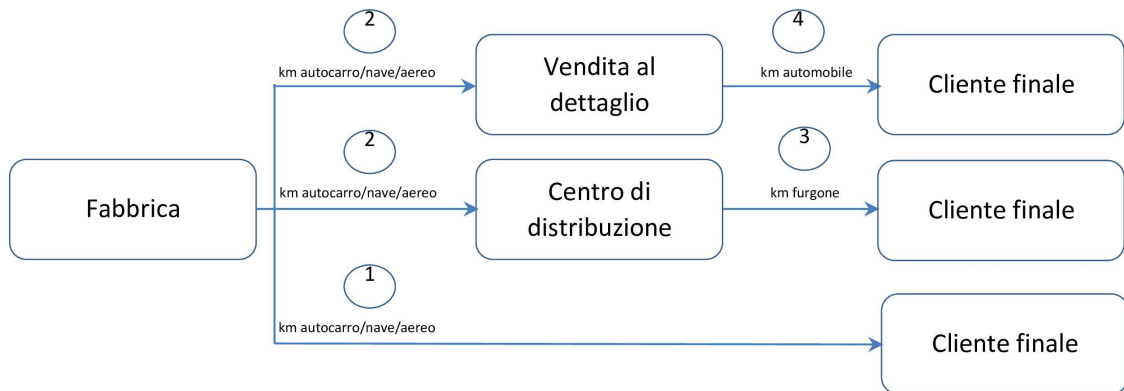 2
4
km autocarro/nave/aereo
Vendita al
dettaglio
km automobile
Cliente finale
2
3
Fabbrica
km autocarro/nave/aereo
Centro di
distribuzione
km furgone
Cliente finale
1
km autocarro/nave/aereo
Cliente finale